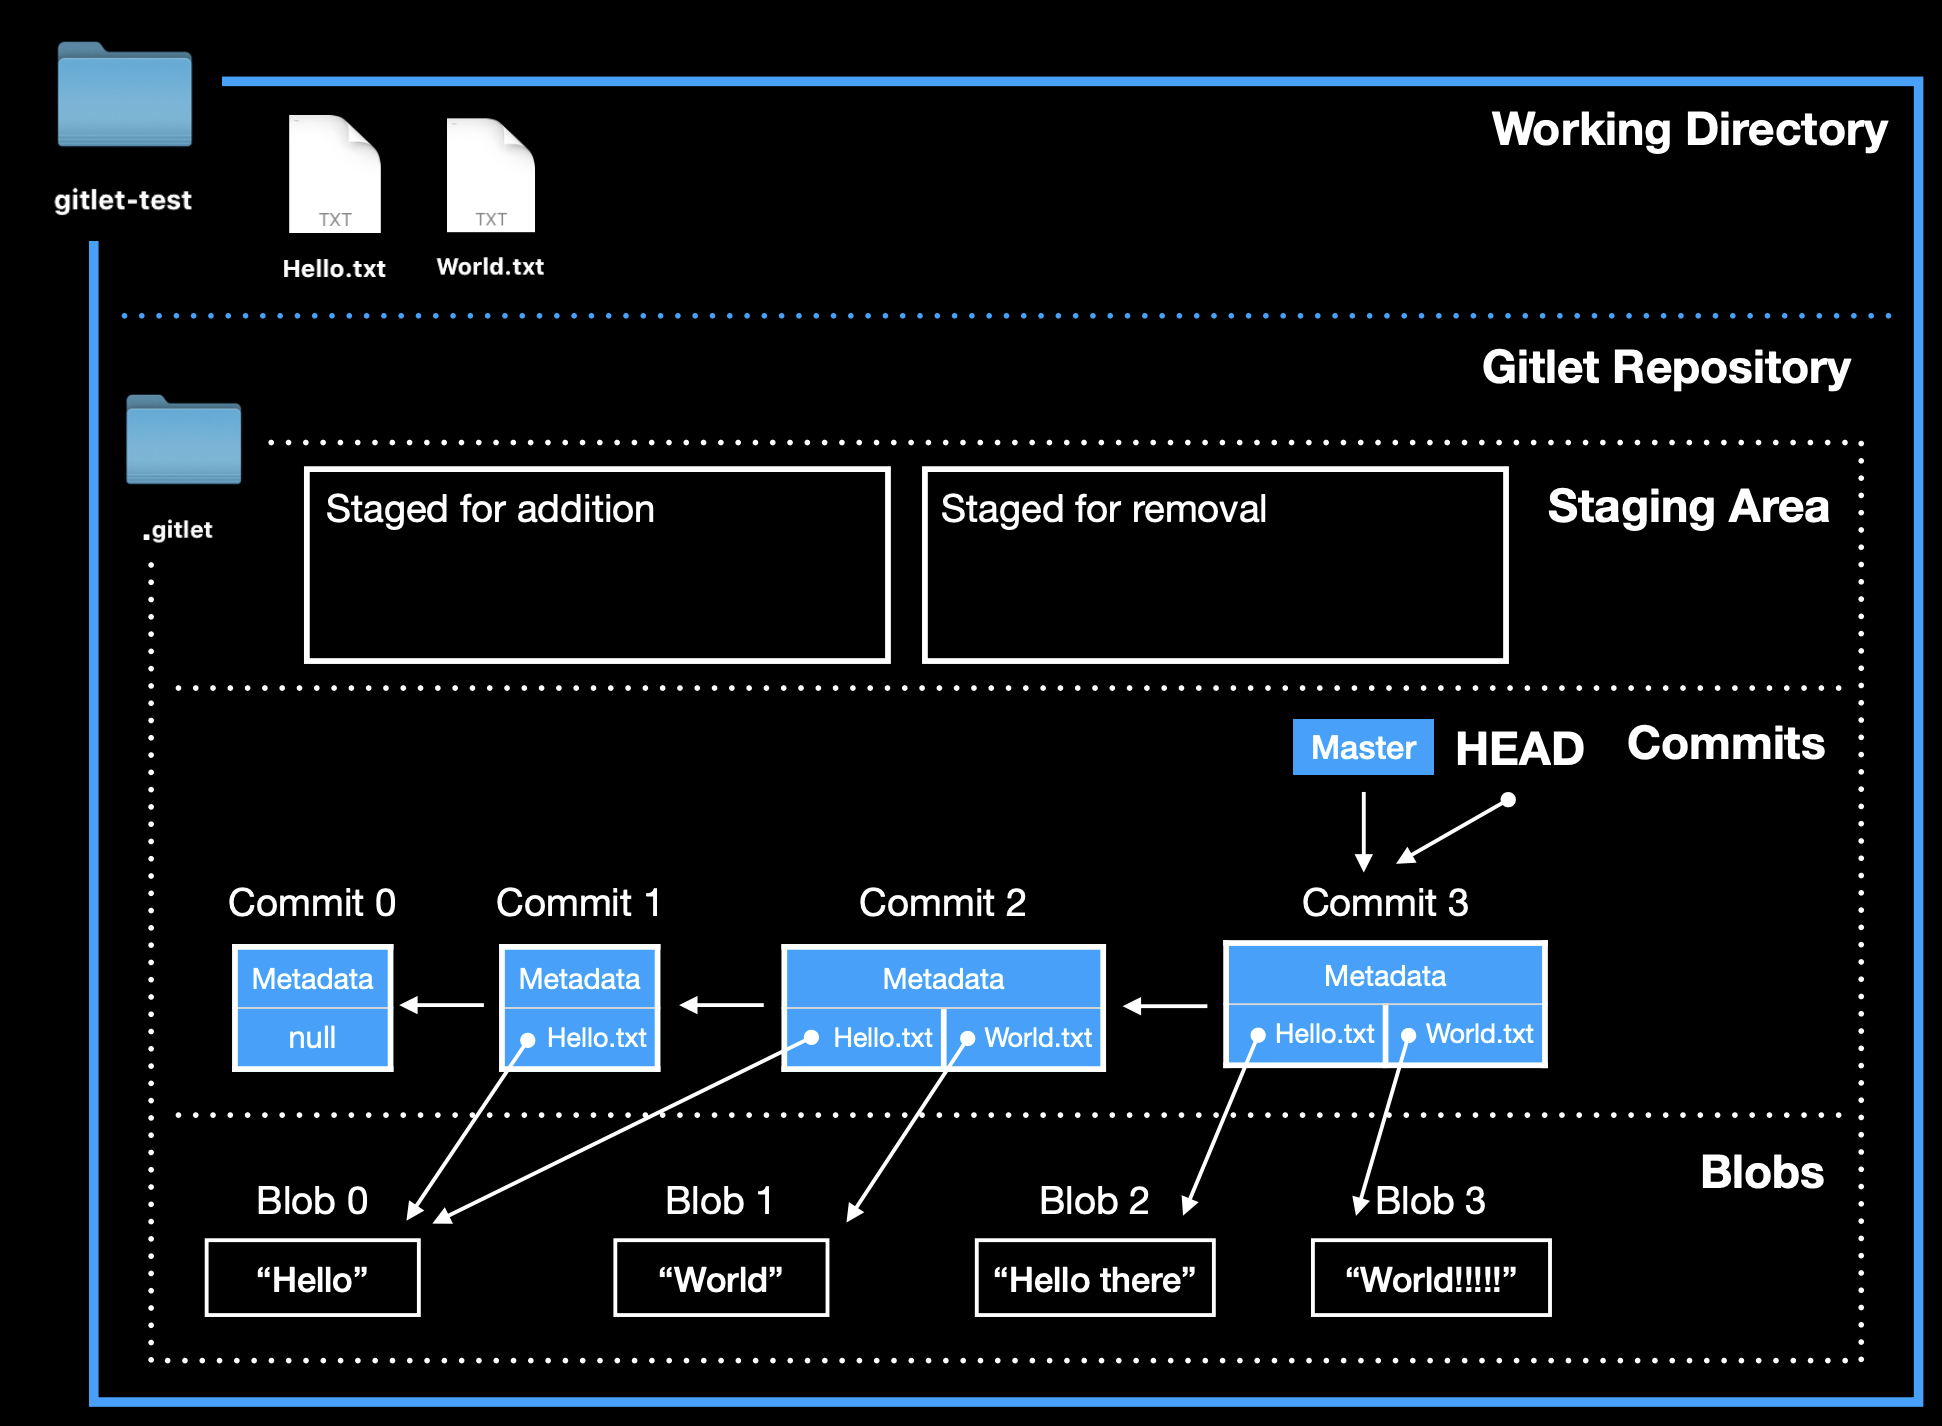 Working Directory
gitlet-test
TXT
TXT
Hello.txt
World.txt
Gitlet Repository
Staged for addition
Staged for removal
Staging Area
.gitlet
Master
HEAD
Commits
Commit 0
Commit 1
Commit 2
Commit 3
Metadata
Metadata
Metadata
Metadata
null
Hello.txt
Hello.txt
World.txt
Hello.txt
World.txt
Blobs
Blob 0
Blob 1
Blob 2
Blob 3
“Hello”
“World”
“Hello there”
“World!!!!!”